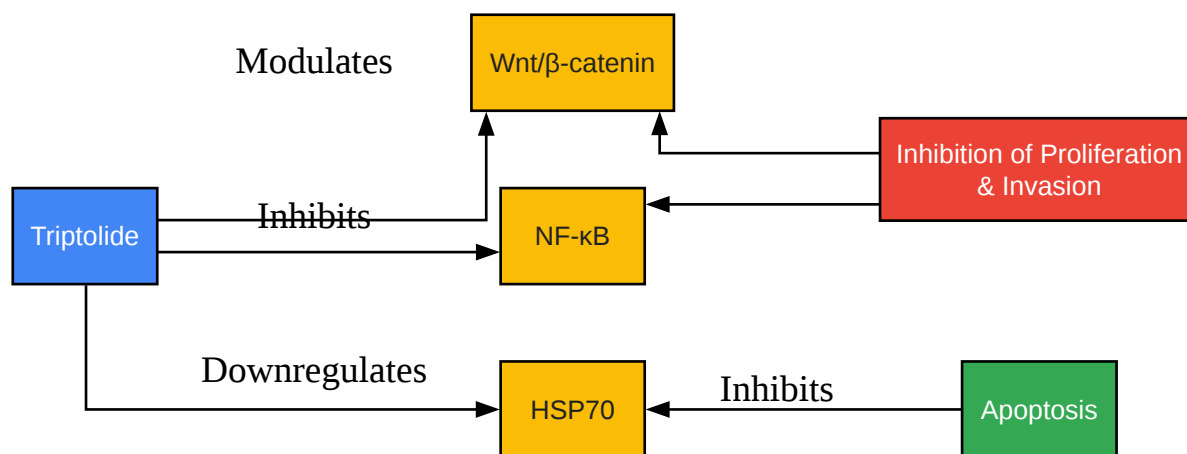 Modulates
Wnt/β-catenin
Inhibition of Proliferation
& Invasion
Triptolide
Inhibits
NF-κB
Downregulates
HSP70
Inhibits
Apoptosis